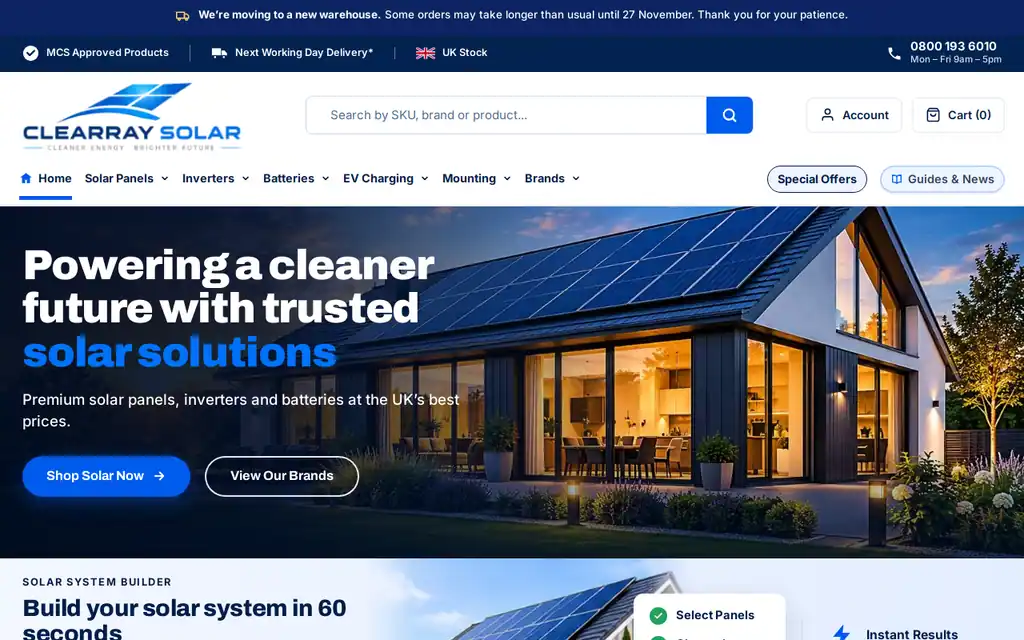 We're moving to a new warehouse. Some orders may take longer than usual until 27 November. Thank you for your patience.
MCS Approved Products
Next Working Day Delivery*
UK Stock
0800 193 6010
Mon – Fri 9am – 5pm
CLEARRAY SOLAR
CLEANER ENERGY BRIGHTER FUTURE
Search by SKU, brand or product...
Account
Cart (0)
Home
Solar Panels
Inverters
Batteries
EV Charging
Mounting
Brands
Special Offers
Guides & News
Powering a cleaner
future with trusted
solar solutions
Premium solar panels, inverters and batteries at the UK's best
prices.
Shop Solar Now
View Our Brands
SOLAR SYSTEM BUILDER
Build your solar system in 60
seconds
Select Panels
Instant Results